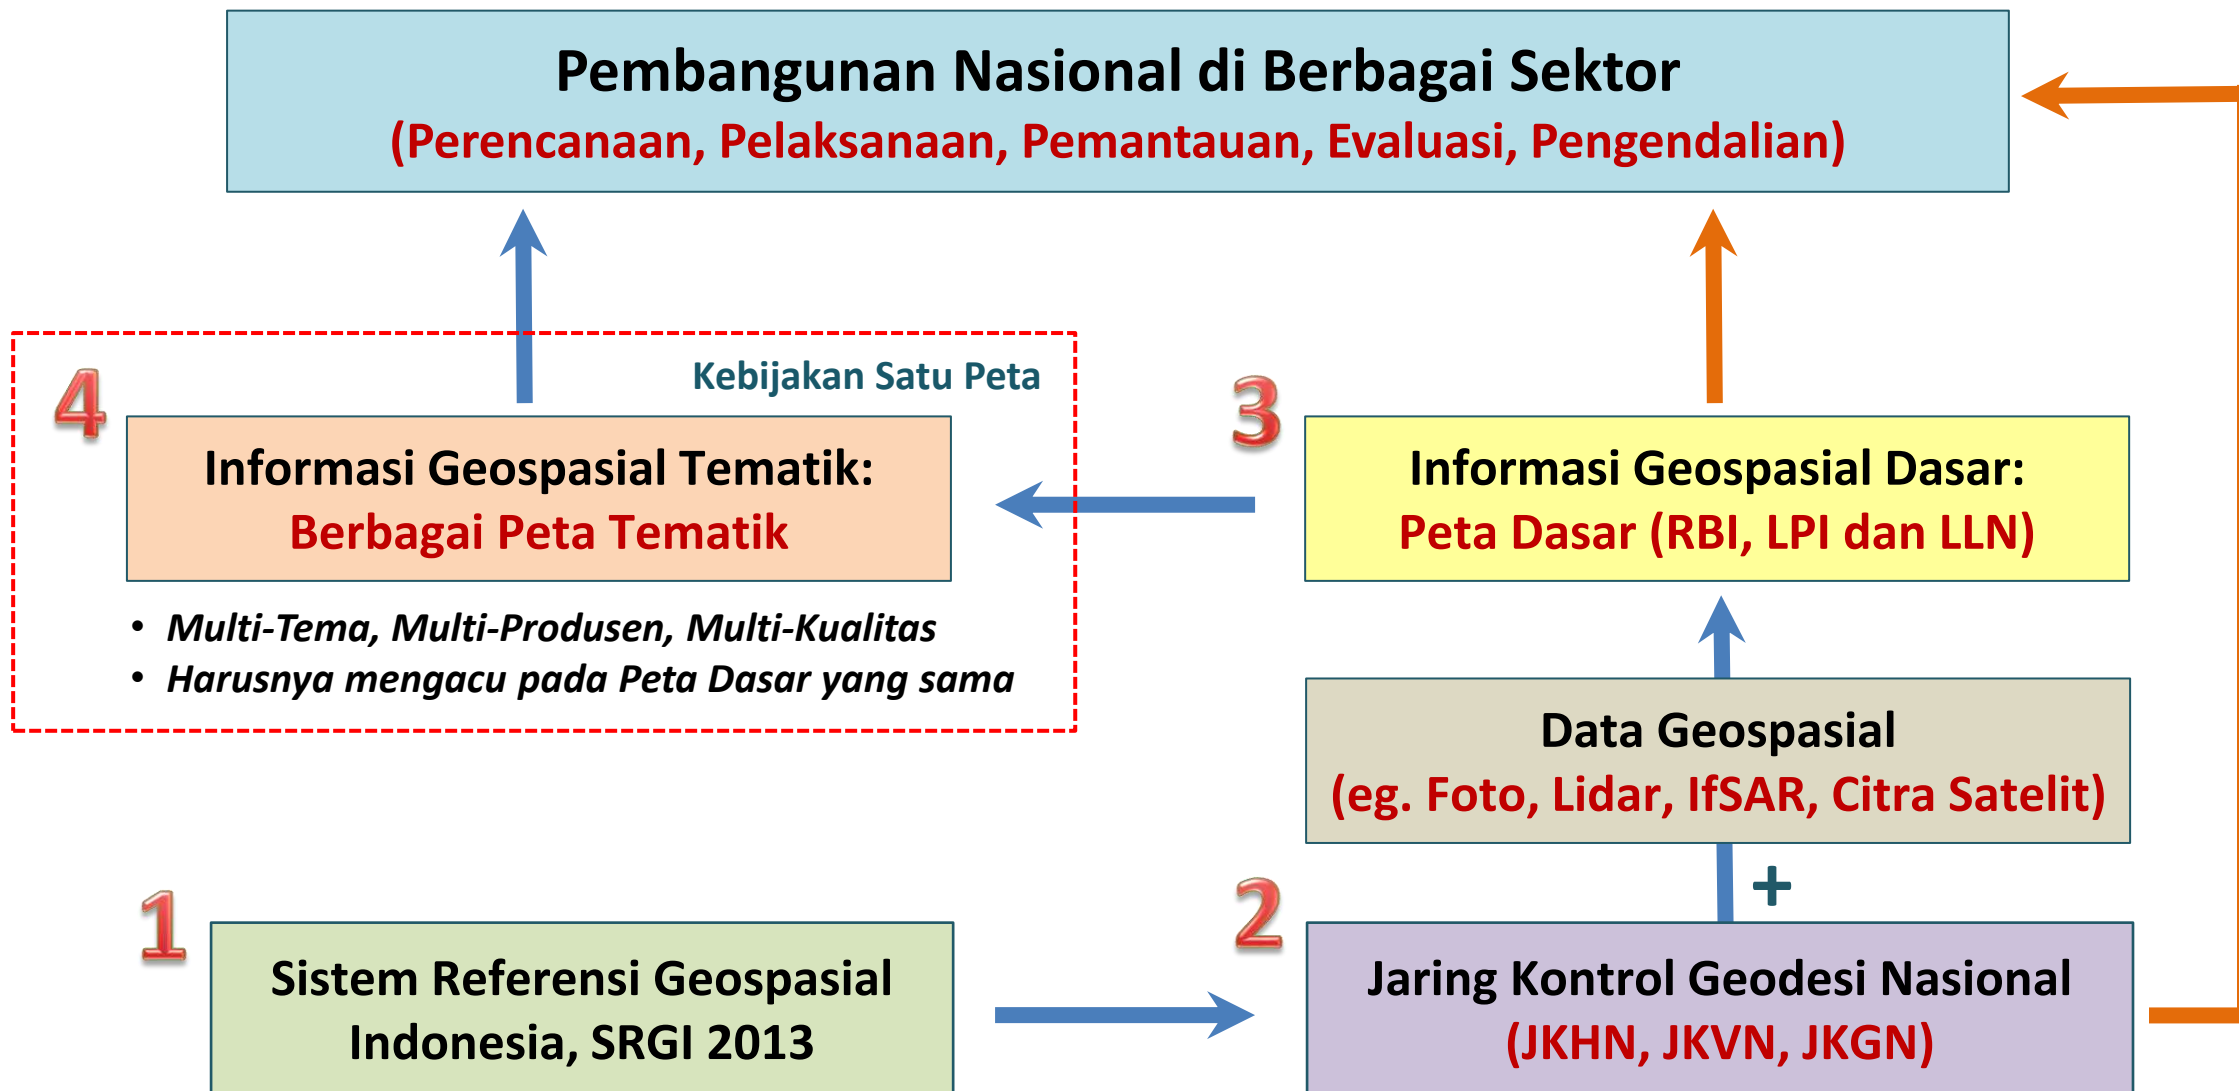 Pembangunan Nasional di Berbagai Sektor
(Perencanaan, Pelaksanaan, Pemantauan, Evaluasi, Pengendalian)
Kebijakan Satu Peta
4
Informasi Geospasial Tematik:
Berbagai Peta Tematik
• Multi-Tema, Multi-Produsen, Multi-Kualitas
• Harusnya mengacu pada Peta Dasar yang sama
3
Informasi Geospasial Dasar:
Peta Dasar (RBI, LPI dan LLN)
Data Geospasial
(eg. Foto, Lidar, IfSAR, Citra Satelit)
+
1
Sistem Referensi Geospasial
Indonesia, SRGI 2013
2
Jaring Kontrol Geodesi Nasional
(JKHN, JKVN, JKGN)